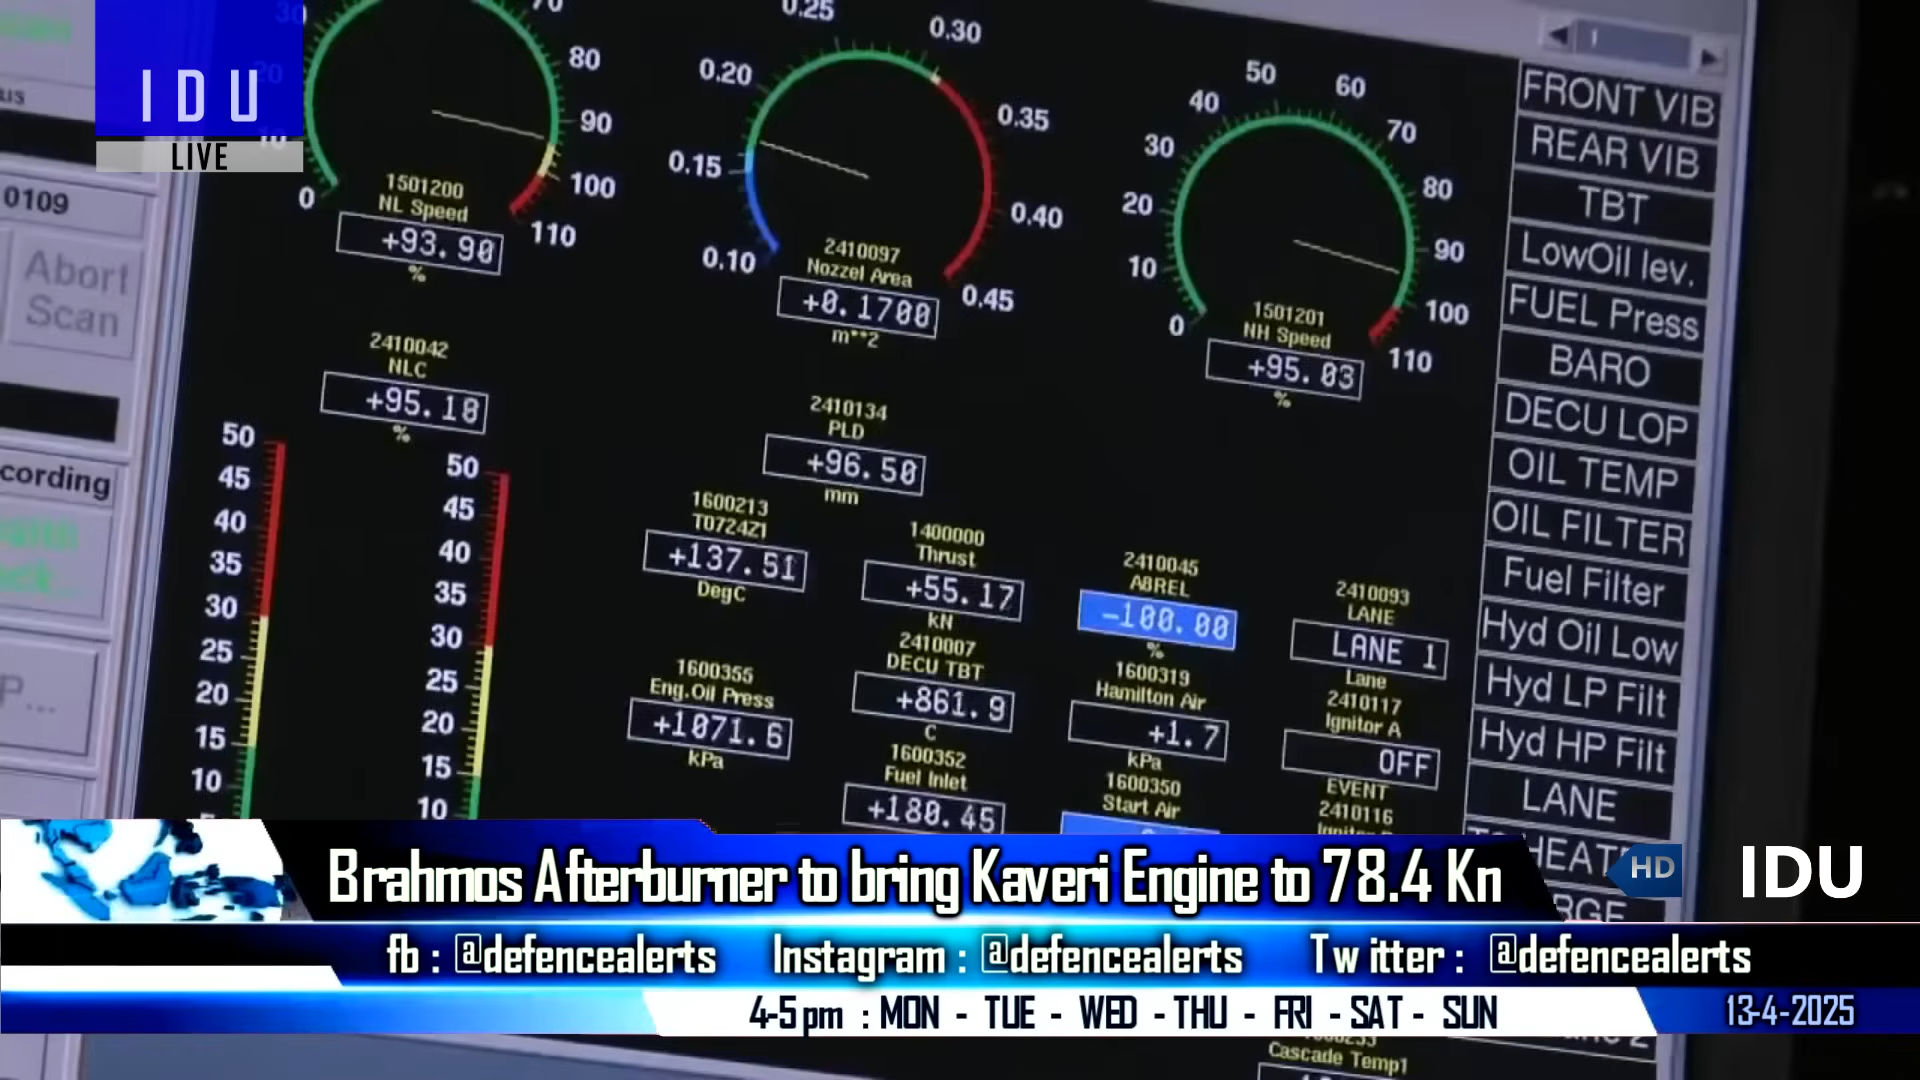 IDU
LIVE
0109
Abort
Scan
cording
30
20
10
0
70
80
90
100
110
1501200
NL Speed
+93.90
%
0.10
0.15
0.20
0.25
0.30
0.35
0.40
0.45
2410097
Nozzel Area
+0.1700
m**2
0
10
20
30
40
50
60
70
80
90
100
110
1501201
NH Speed
+95.03
%
2410042
NLC
+95.18
%
2410134
PLD
+96.50
mm
50
45
40
35
30
25
20
15
10
50
45
40
35
30
25
20
15
10
1600213
T0724Z1
+137.51
DegC
1400000
Thrust
+55.17
kN
2410045
ABREL
-100.00
%
2410093
LANE
LANE 1
Lane
1600355
Eng.Oil Press
+1071.6
kPa
2410007
DECU TBT
+861.9
C
1600319
Hamilton Air
+1.7
kPa
2410117
Ignitor A
OFF
EVENT
2410116
1600352
Fuel Inlet
+180.45
1600350
Start Air
FRONT VIB
REAR VIB
TBT
LowOil lev.
FUEL Press
BARO
DECU LOP
OIL TEMP
OIL FILTER
Fuel Filter
Hyd Oil Low
Hyd LP Filt
Hyd HP Filt
LANE
Brahmos Afterburner to bring Kaveri Engine to 78.4 Kn
HD
IDU
fb : @defencealerts Instagram : @defencealerts Twitter : @defencealerts
4-5pm : MON - TUE - WED - THU - FRI - SAT - SUN
13-4-2025
Cascade Temp1